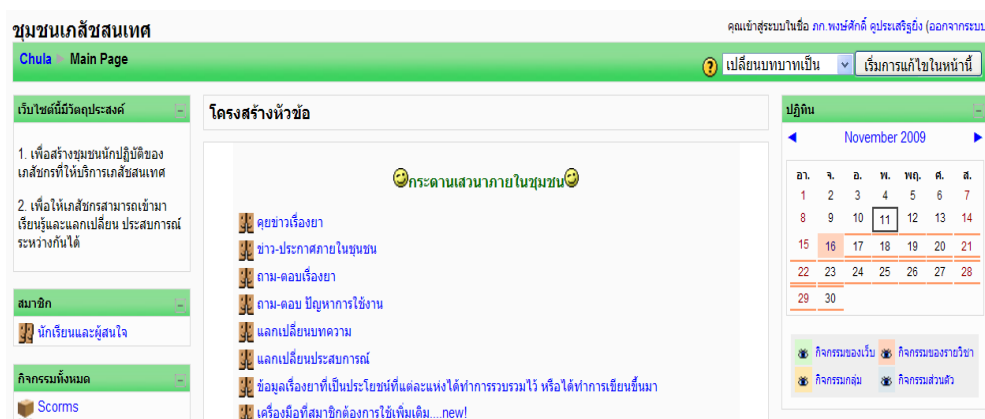 ชุมชนเภสัชสนเทศ
คุณเข้าสู่ระบบในชื่อ ภก.พงษ์ศักดิ์ คูประเสริฐยิ่ง (ออกจากระบบ
Chula ► Main Page
เปลี่ยนบทบาทเป็น
เริ่มการแก้ไขในหน้านี้
เว็บไซต์นี้มีวัตถุประสงค์
1. เพื่อสร้างชุมชนนักปฏิบัติของ
เภสัชกรที่ให้บริการเภสัชสนเทศ
2. เพื่อให้เภสัชกรสามารถเข้ามา
เรียนรู้และแลกเปลี่ยน ประสบการณ์
ระหว่างกันได้
สมาชิก
นักเรียนและผู้สนใจ
กิจกรรมทั้งหมด
Scorms
โครงสร้างหัวข้อ
กระดานเสวนาภายในชุมชน
คุยข่าวเรื่องยา
ข่าว-ประกาศภายในชุมชน
ถาม-ตอบเรื่องยา
ถาม-ตอบ ปัญหาการใช้งาน
แลกเปลี่ยนบทความ
แลกเปลี่ยนประสบการณ์
ข้อมูลเรื่องยาที่เป็นประโยชน์ที่แต่ละแห่งได้ทำการรวบรวมไว้ หรือได้ทำการเขียนขึ้นมา
เครื่องมือที่สมาชิกต้องการใช้เพิ่มเติม....new!
ปฏิทิน
◄ November 2009 ►
อา. จ. อ. พ. พฤ. ศ. ส.
1 2 3 4 5 6 7
8 9 10 11 12 13 14
15 16 17 18 19 20 21
22 23 24 25 26 27 28
29 30
กิจกรรมของเว็บ กิจกรรมของรายวิชา
กิจกรรมกลุ่ม กิจกรรมส่วนตัว